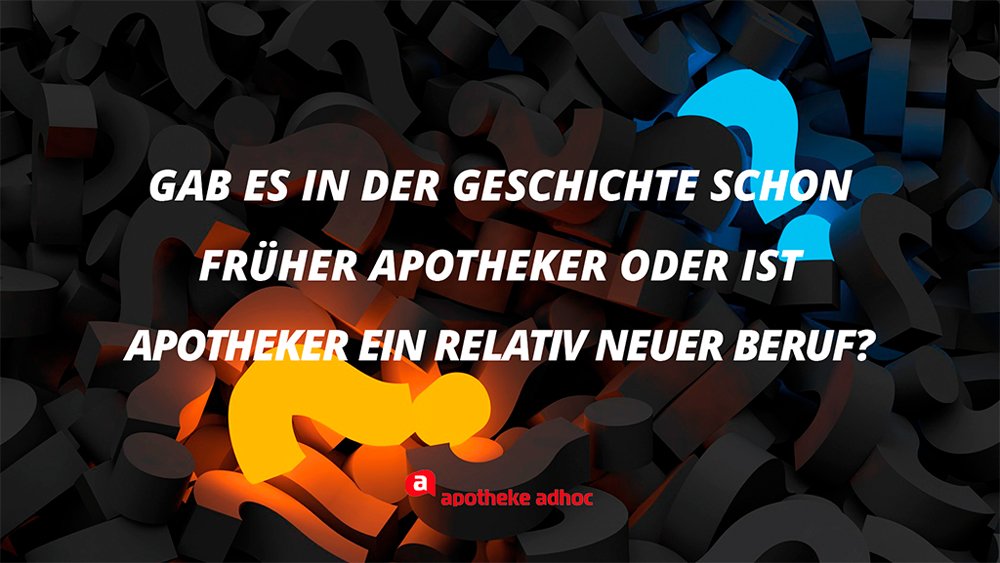 GAB ES IN DER GESCHICHTE SCHON
FRÜHER APOTHEKER ODER IST
APOTHEKER EIN RELATIV NEUER BERUF?
a apotheke adhoc